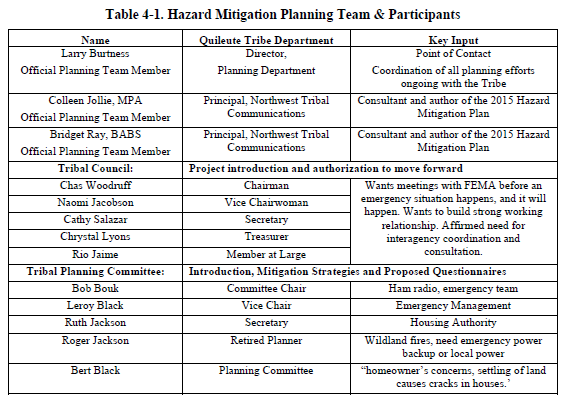 Table 4-1. Hazard Mitigation Planning Team & Participants
Name Quileute Tribe Department Key Input
Larry Burtness
Official Planning Team Member
Director,
Planning Department
Point of Contact
Coordination of all planning efforts
ongoing with the Tribe
Colleen Jollie, MPA
Official Planning Team Member
Principal, Northwest Tribal
Communications
Consultant and author of the 2015 Hazard
Mitigation Plan
Bridget Ray, BABS
Official Planning Team Member
Principal, Northwest Tribal
Communications
Consultant and author of the 2015 Hazard
Mitigation Plan
Tribal Council: Project introduction and authorization to move forward
Chas Woodruff Chairman
Naomi Jacobson Vice Chairwoman
Cathy Salazar Secretary
Chrystal Lyons Treasurer
Rio Jaime Member at Large
Wants meetings with FEMA before an
emergency situation happens, and it will
happen. Wants to build strong working
relationship. Affirmed need for
interagency coordination and
consultation.
Tribal Planning Committee: Introduction, Mitigation Strategies and Proposed Questionnaires
Bob Bouk Committee Chair Ham radio, emergency team
Leroy Black Vice Chair Emergency Management
Ruth Jackson Secretary Housing Authority
Roger Jackson Retired Planner Wildland fires, need emergency power
backup or local power
Bert Black Planning Committee "homeowner's concerns, settling of land
causes cracks in houses.'